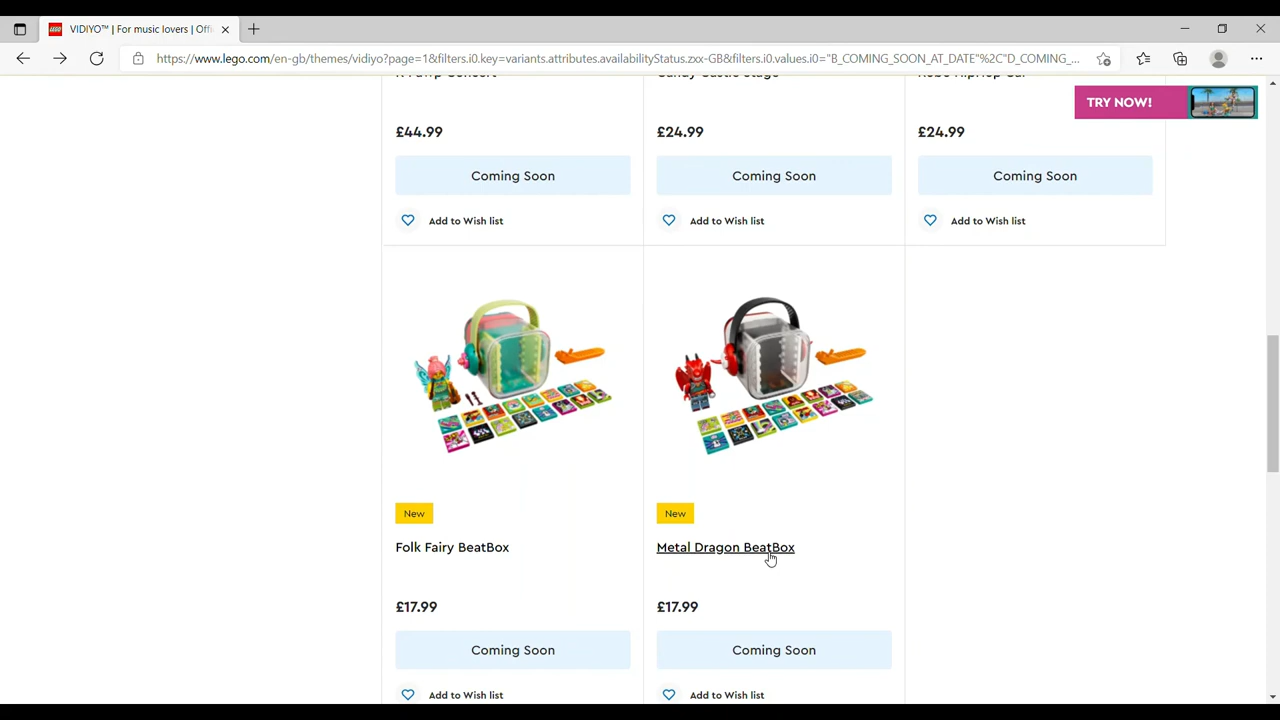 VIDIYO™ | For music lovers | Offi
https://www.lego.com/en-gb/themes/vidiyo?page=1&filters.i0.key=variants.attributes.availabilityStatus.zxx-GB&filters.i0.values.i0="B_COMING_SOON_AT_DATE"%2C"D_COMING_...
TRY NOW!
£44.99
£24.99
£24.99
Coming Soon
Coming Soon
Coming Soon
Add to Wish list
Add to Wish list
Add to Wish list
New
New
Folk Fairy BeatBox
Metal Dragon BeatBox
£17.99
£17.99
Coming Soon
Coming Soon
Add to Wish list
Add to Wish list